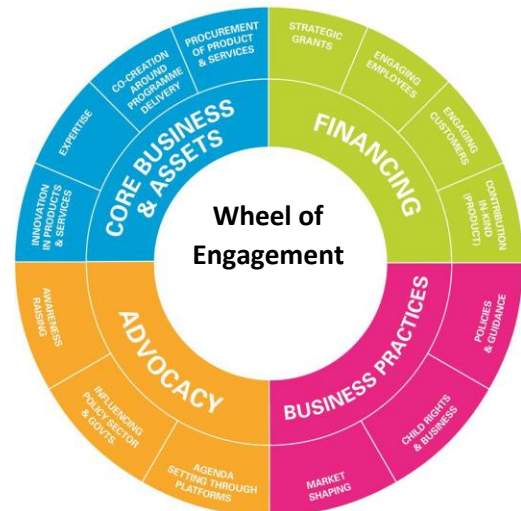 Wheel of
Engagement
CORE BUSINESS
& ASSETS
INNOVATION
IN PRODUCTS
& SERVICES
EXPERTISE
CO-CREATION
AROUND
PROGRAMME
DELIVERY
PROCUREMENT
OF PRODUCT
& SERVICES
FINANCING
STRATEGIC
GRANTS
ENGAGING
EMPLOYEES
ENGAGING
CUSTOMERS
CONTRIBUTION
IN-KIND
(PRODUCT)
BUSINESS PRACTICES
POLICIES
& GUIDANCE
CHILD RIGHTS
& BUSINESS
MARKET
SHAPING
ADVOCACY
AGENDA
SETTING THROUGH
PLATFORMS
INFLUENCING
POLICY SECTOR
& GOVTS.
AWARENESS
RAISING